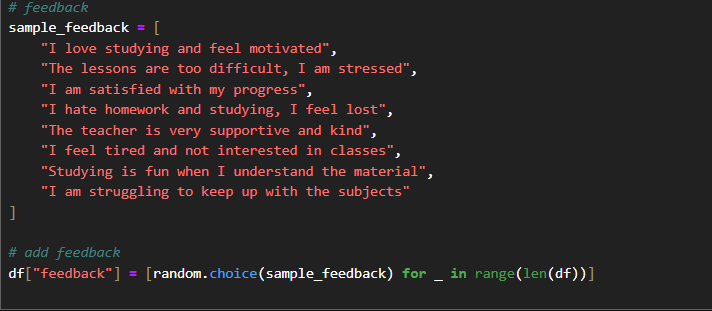 # feedback
sample_feedback = [
    "I love studying and feel motivated",
    "The lessons are too difficult, I am stressed",
    "I am satisfied with my progress",
    "I hate homework and studying, I feel lost",
    "The teacher is very supportive and kind",
    "I feel tired and not interested in classes",
    "Studying is fun when I understand the material",
    "I am struggling to keep up with the subjects"
]
# add feedback
df["feedback"] = [random.choice(sample_feedback) for _ in range(len(df))]